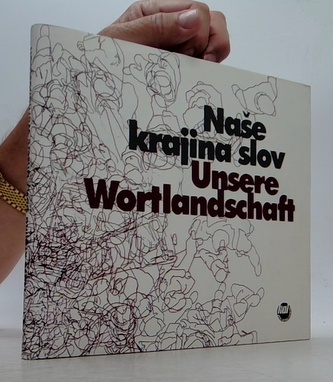 Naše
krajina slov
Unsere
Wortlandschaft